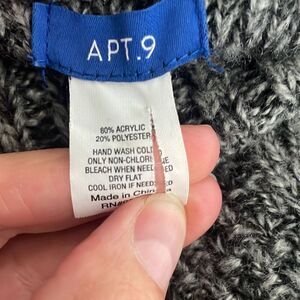 APT.9
80% ACRYLIC
20% POLYESTER
HAND WASH COLD
ONLY NON-CHLORINE
BLEACH WHEN NEEDED
DRY FLAT
COOL IRON IF NEEDED
Made in China